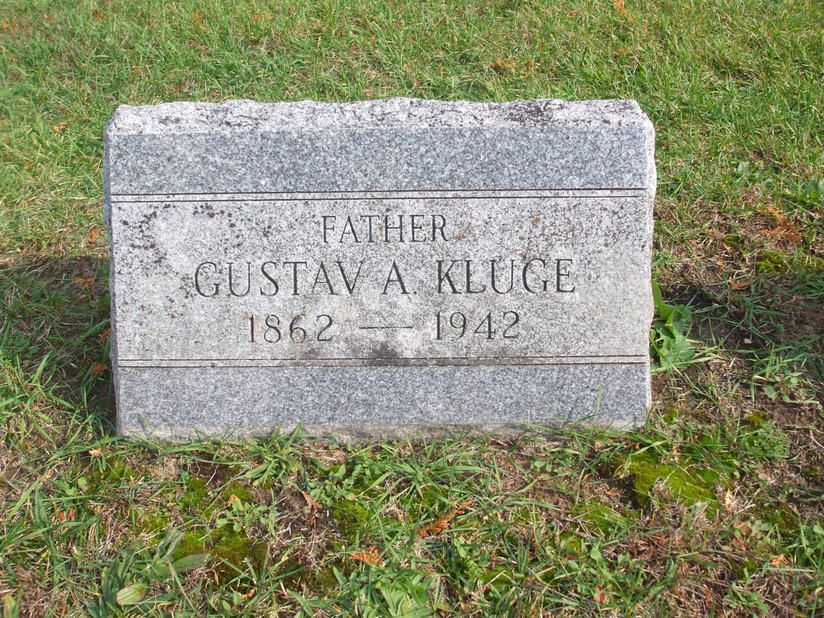 FATHER
GUSTAV A. KLUGE
1862 — 1942